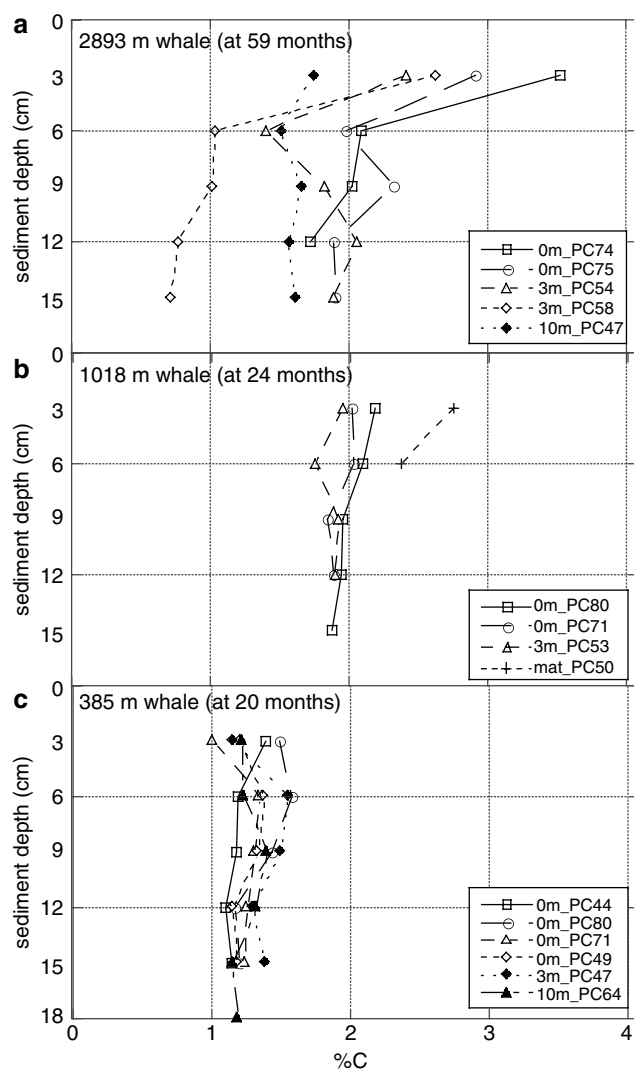 a
2893 m whale (at 59 months)
0
3
6
9
12
15
sediment depth (cm)
0m_PC74
0m_PC75
3m_PC54
3m_PC58
10m_PC47
b
1018 m whale (at 24 months)
0
3
6
9
12
15
sediment depth (cm)
0m_PC80
0m_PC71
3m_PC53
mat_PC50
c
385 m whale (at 20 months)
0
3
6
9
12
15
18
sediment depth (cm)
0m_PC44
0m_PC80
0m_PC71
0m_PC49
3m_PC47
10m_PC64
0 1 2 3 4
%C